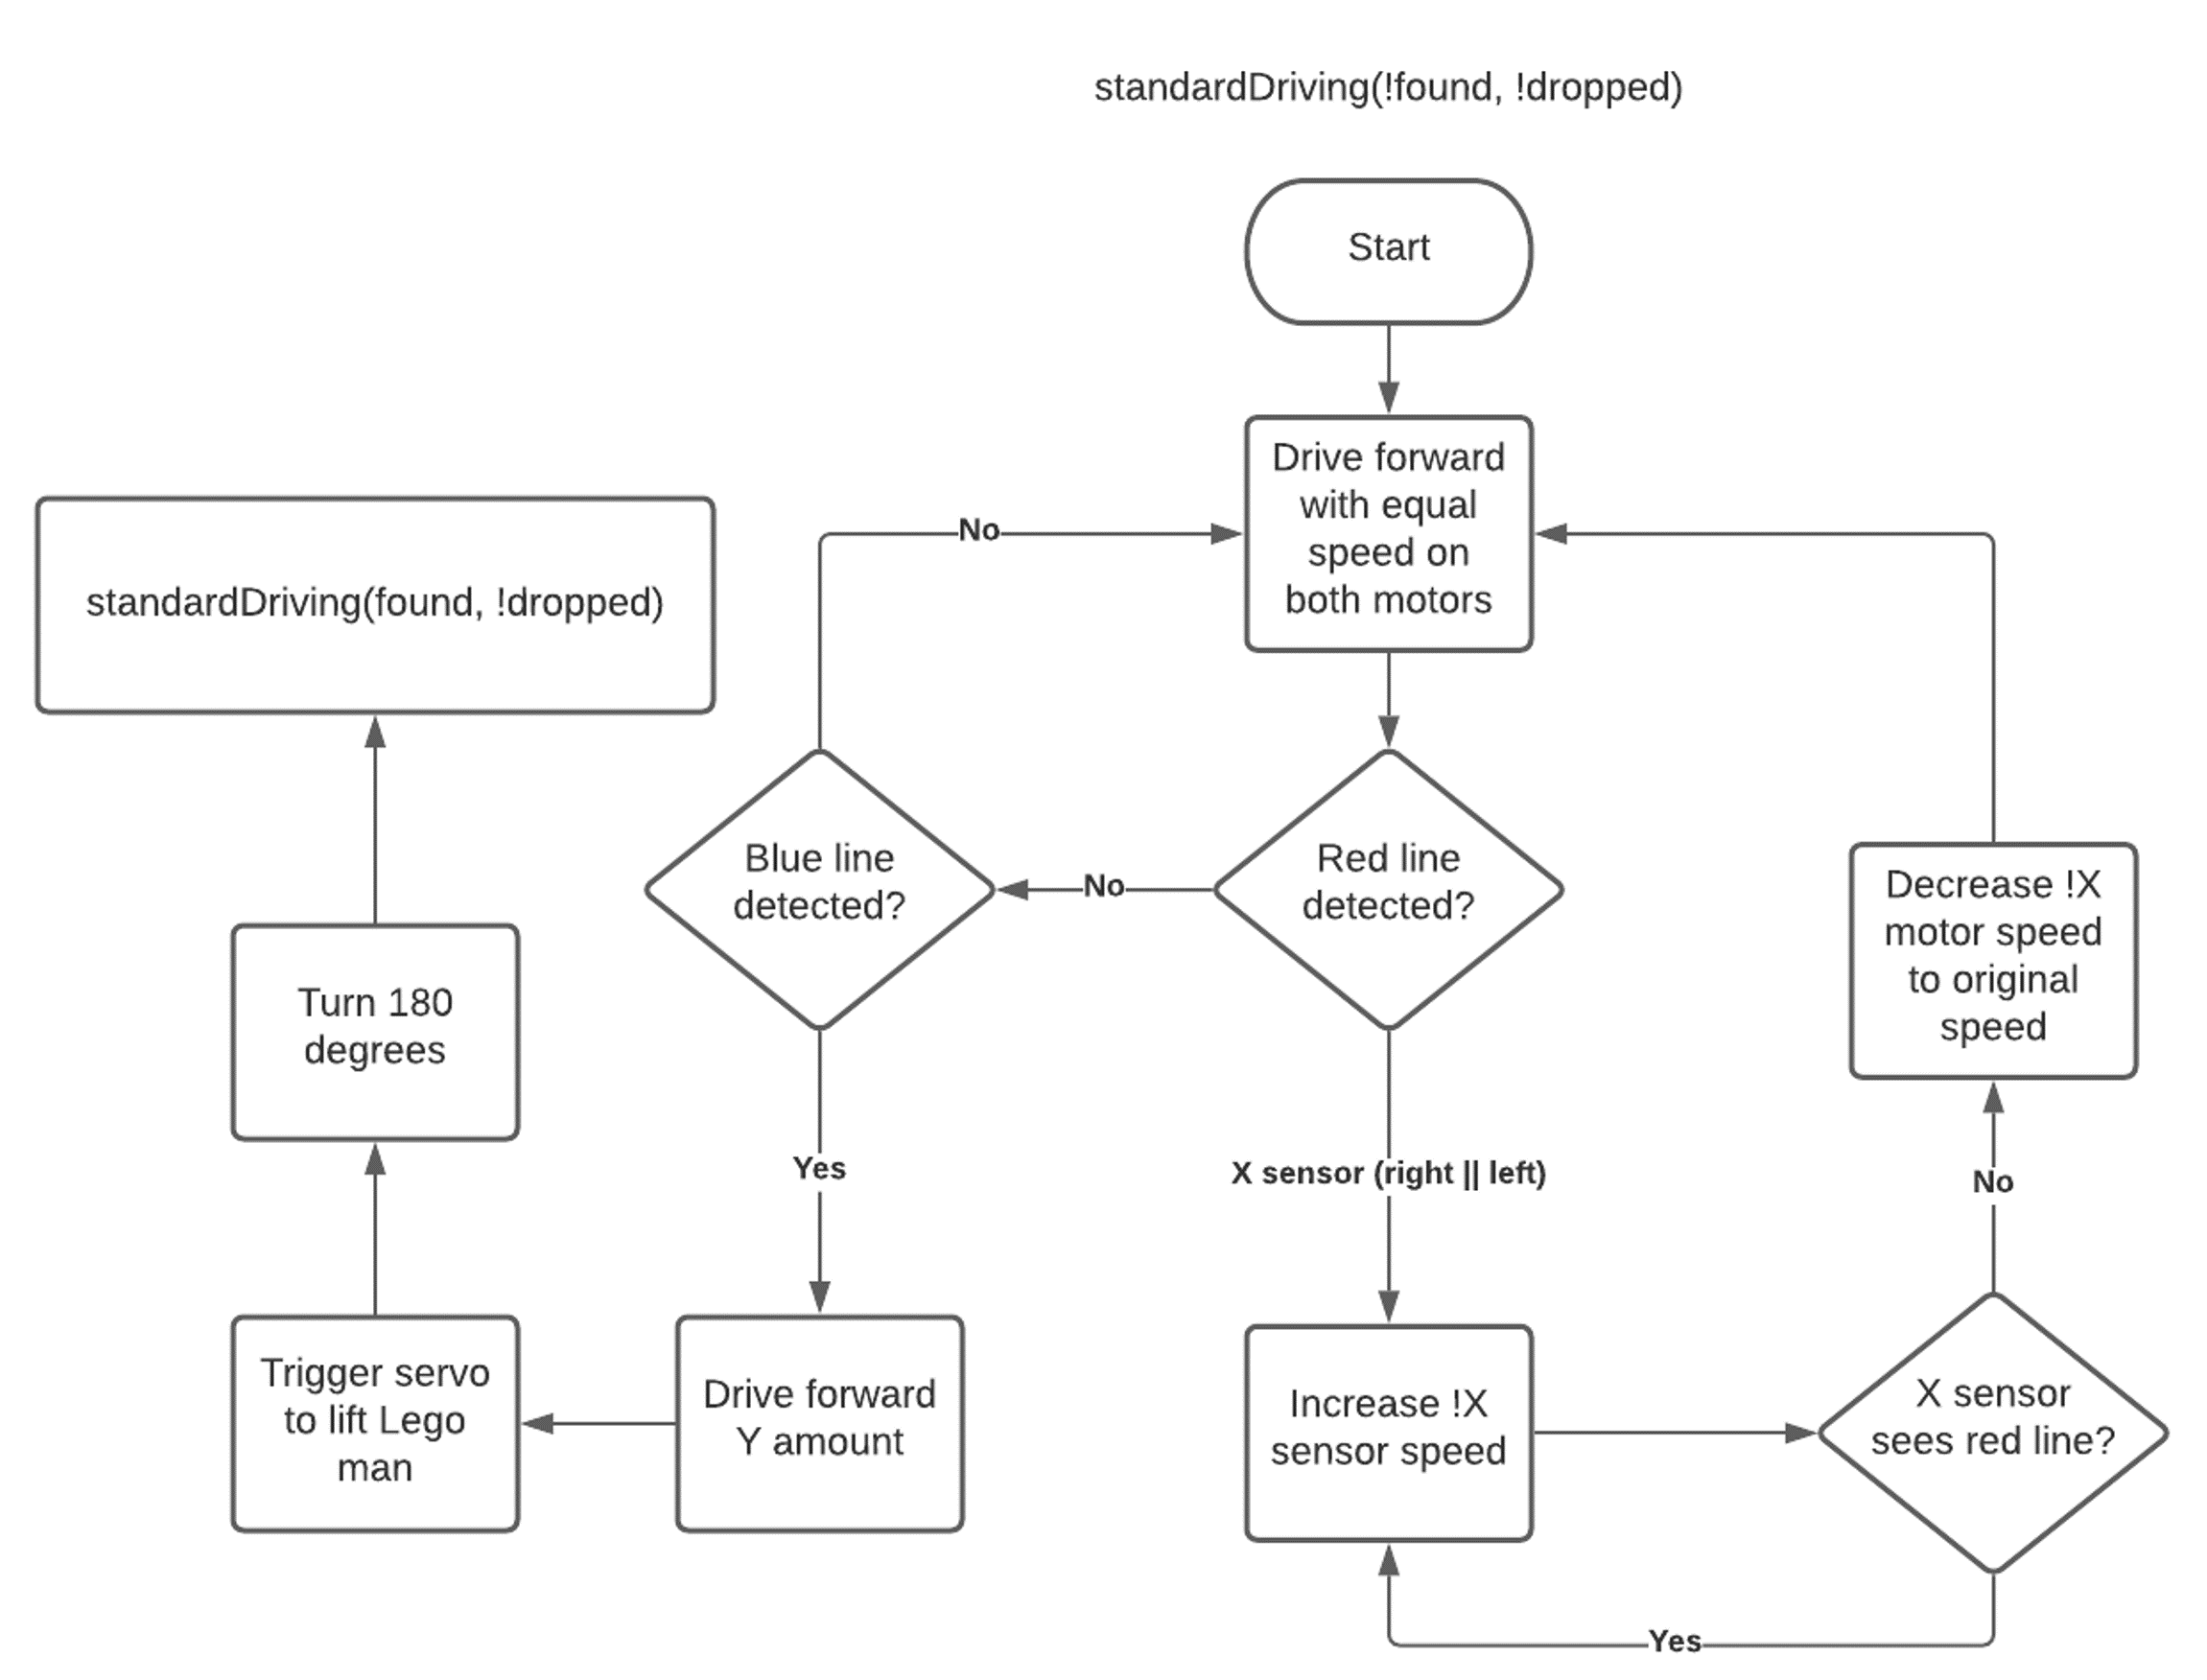 standardDriving(!found, !dropped)
Start
Drive forward
with equal
speed on
both motors
No
standardDriving(found, !dropped)
Blue line
detected?
No
Red line
detected?
Decrease !X
motor speed
to original
speed
Turn 180
degrees
Yes
X sensor (right || left)
No
Trigger servo
to lift Lego
man
Drive forward
Y amount
Increase !X
sensor speed
X sensor
sees red line?
Yes